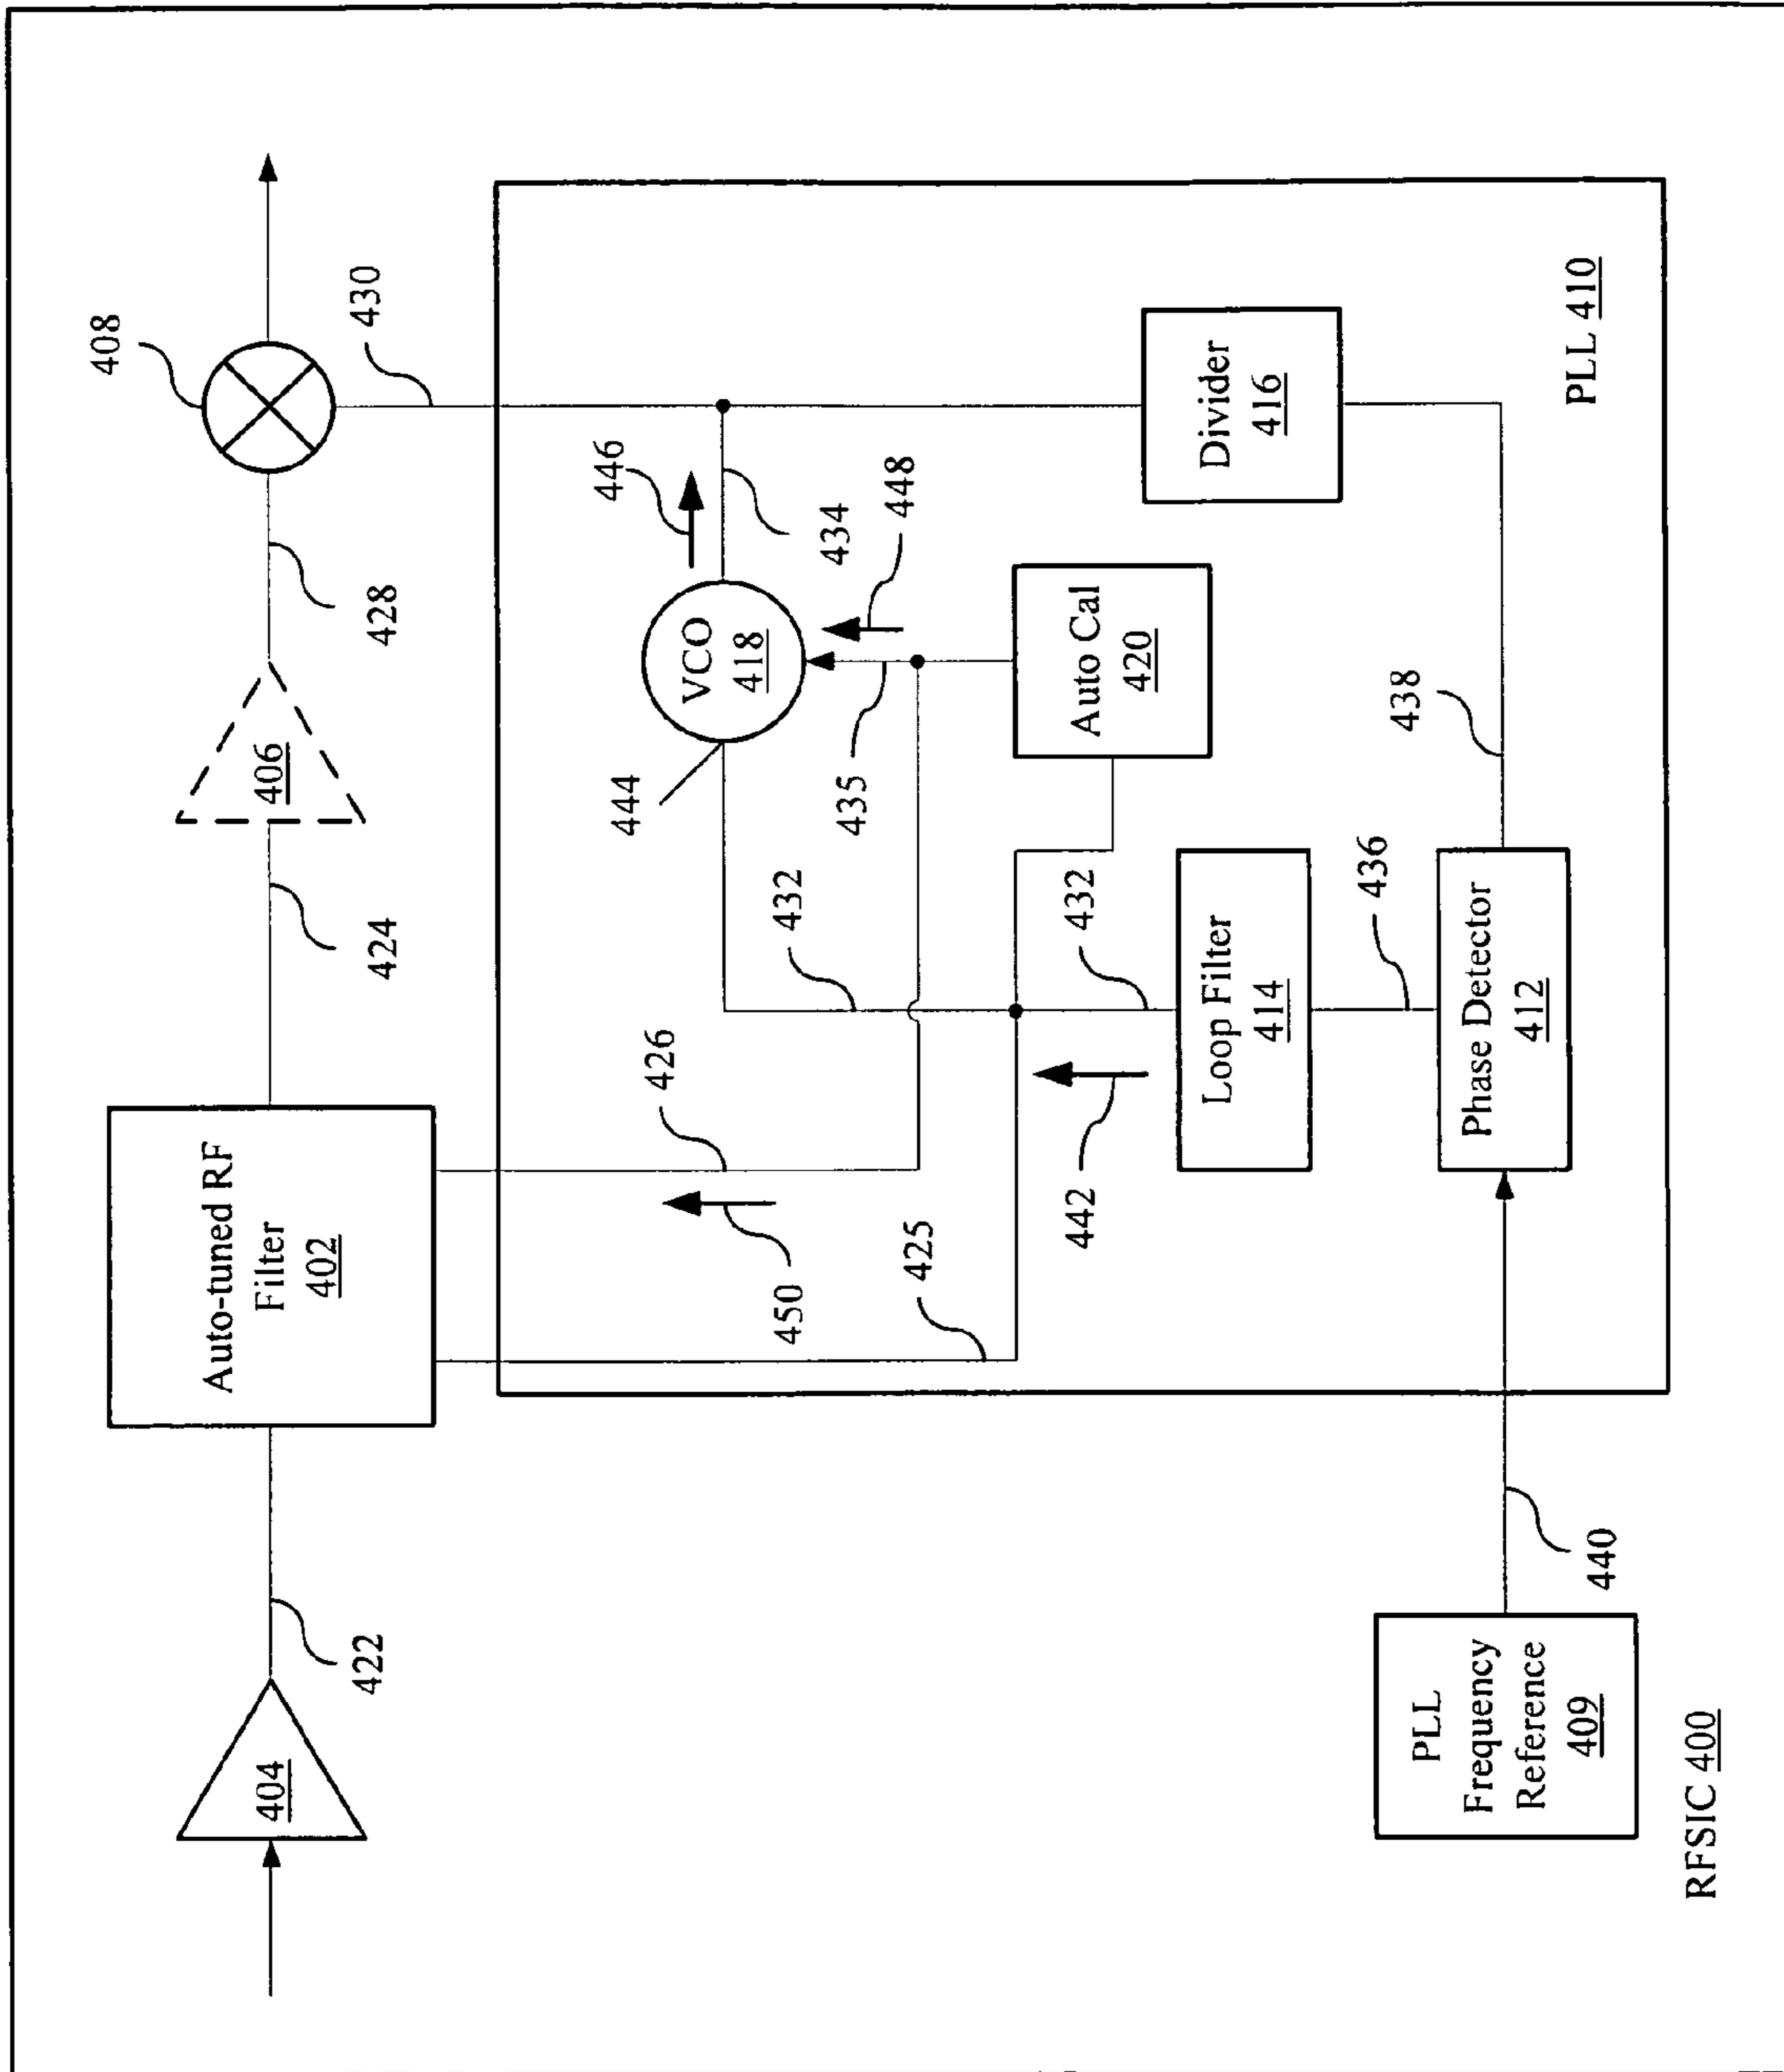 408
430
406
428
424
Auto-tuned RF
Filter
402
404
422
446
434
448
VCO
418
444
435
Auto Cal
420
Divider
416
432
432
426
450
425
442
Loop Filter
414
436
438
Phase Detector
412
PLL 410
440
PLL
Frequency
Reference
409
RFSIC 400